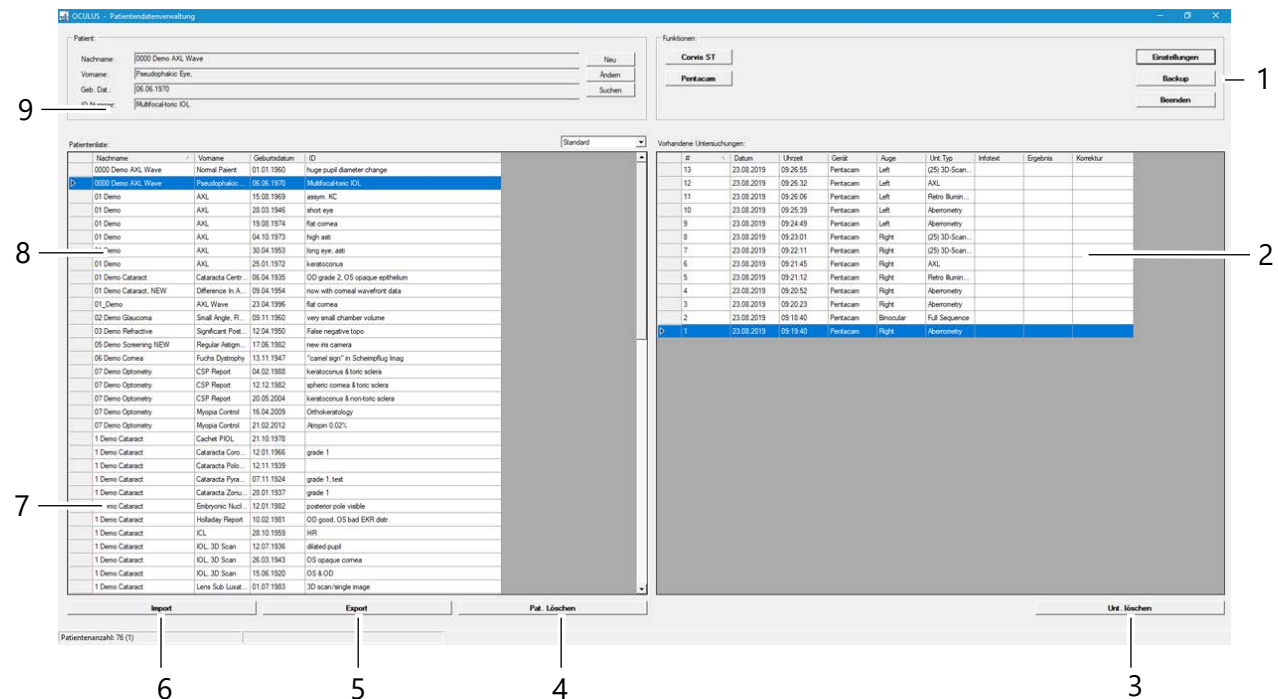 OCULUS - Patientendatenverwaltung
Patient:
Nachname: 0000 Demo AXL Wave Neu
Vorname: Pseudophakic Eye, Ändern
Geb. Dat.: 06.06.1970 Suchen
ID Nummer: Multifocal-toric IOL
Funktionen:
Corvis ST Einstellungen
Pentacam Backup
Beenden
1
9
Patientenliste: Standard
Nachname Vorname Geburtsdatum ID
0000 Demo AXL Wave Normal Paient 01.01.1960 huge pupil diameter change
0000 Demo AXL Wave Pseudophakic ... 06.06.1970 Multifocal-toric IOL
01 Demo AXL 15.08.1969 assym. KC
01 Demo AXL 28.03.1946 short eye
01 Demo AXL 19.08.1974 flat cornea
01 Demo AXL 04.10.1973 high asti
Demo AXL 30.04.1953 long eye, asti
01 Demo AXL 25.01.1972 keratoconus
01 Demo Cataract Cataracta Centr... 06.04.1935 OD grade 2, OS opaque epithelium
01 Demo Cataract, NEW Difference In A... 09.04.1954 now with corneal wavefront data
01_Demo AXL Wave 23.04.1996 flat cornea
02 Demo Glaucoma Small Angle, Fl... 09.11.1960 very small chamber volume
03 Demo Refractive Significant Post... 12.04.1950 False negative topo
05 Demo Screening NEW Regular Astigm... 17.06.1982 new iris camera
06 Demo Cornea Fuchs Dystrophy 13.11.1947 "camel sign" in Scheimpflug Imag
07 Demo Optometry CSP Report 04.02.1988 keratoconus & toric sclera
07 Demo Optometry CSP Report 12.12.1982 spheric cornea & toric sclera
07 Demo Optometry CSP Report 20.05.2004 keratoconus & non-toric sclera
07 Demo Optometry Myopia Control 16.04.2009 Orthokeratology
07 Demo Optometry Myopia Control 21.02.2012 Atropin 0.02%
1 Demo Cataract Cachet PIOL 21.10.1978
1 Demo Cataract Cataracta Coro... 12.01.1966 grade 1
1 Demo Cataract Cataracta Polo... 12.11.1939
1 Demo Cataract Cataracta Pyra... 07.11.1924 grade 1, test
1 Demo Cataract Cataracta Zonu... 28.01.1937 grade 1
emo Cataract Embryonic Nucl... 12.01.1982 posterior pole visible
1 Demo Cataract Holladay Report 10.02.1981 OD good, OS bad EKR distr.
1 Demo Cataract ICL 28.10.1959 HR
1 Demo Cataract IOL, 3D Scan 12.07.1936 dilated pupil
1 Demo Cataract IOL, 3D Scan 26.03.1943 OS opaque cornea
1 Demo Cataract IOL, 3D Scan 15.06.1920 OS & OD
1 Demo Cataract Lens Sub Luxat... 01.07.1983 3D scan/single image
8
7
Vorhandene Untersuchungen:
# Datum Uhrzeit Gerät Auge Unt.Typ Infotext Ergebnis Korrektur
13 23.08.2019 09:26:55 Pentacam Left (25) 3D-Scan...
12 23.08.2019 09:26:32 Pentacam Left AXL
11 23.08.2019 09:26:06 Pentacam Left Retro Illumin...
10 23.08.2019 09:25:39 Pentacam Left Aberrometry
9 23.08.2019 09:24:49 Pentacam Left Aberrometry
8 23.08.2019 09:23:01 Pentacam Right (25) 3D-Scan...
7 23.08.2019 09:22:11 Pentacam Right (25) 3D-Scan...
6 23.08.2019 09:21:45 Pentacam Right AXL
5 23.08.2019 09:21:12 Pentacam Right Retro Illumin...
4 23.08.2019 09:20:52 Pentacam Right Aberrometry
3 23.08.2019 09:20:23 Pentacam Right Aberrometry
2 23.08.2019 09:18:40 Pentacam Binocular Full Sequence
1 23.08.2019 09:19:40 Pentacam Right Aberrometry
2
Import Export Pat. Löschen Unt. löschen
Patientenanzahl: 76 (1)
6 5 4 3